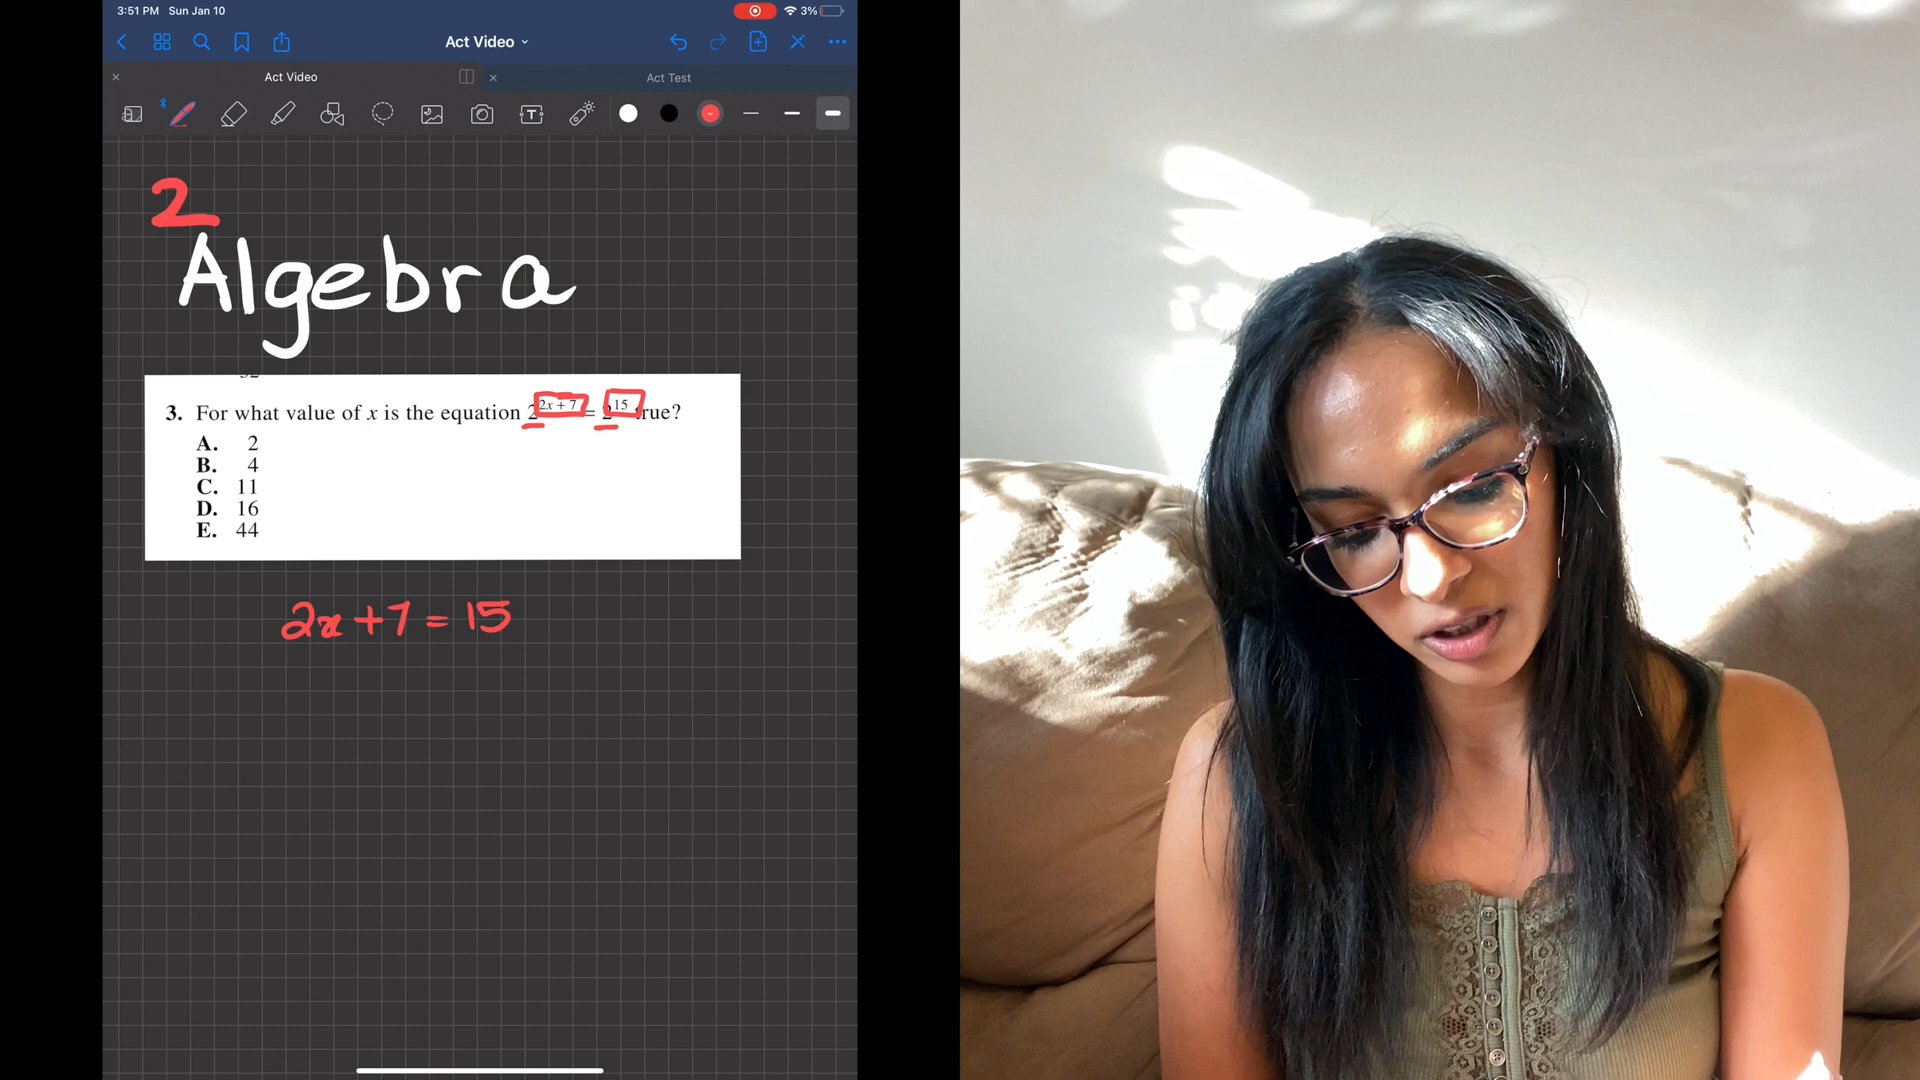 3:51 PM Sun Jan 10
3%
Act Video
Act Video
Act Test
2
Algebra
3. For what value of x is the equation 2^{2x + 7} = 2^{15} true?
A. 2
B. 4
C. 11
D. 16
E. 44
2x + 7 = 15